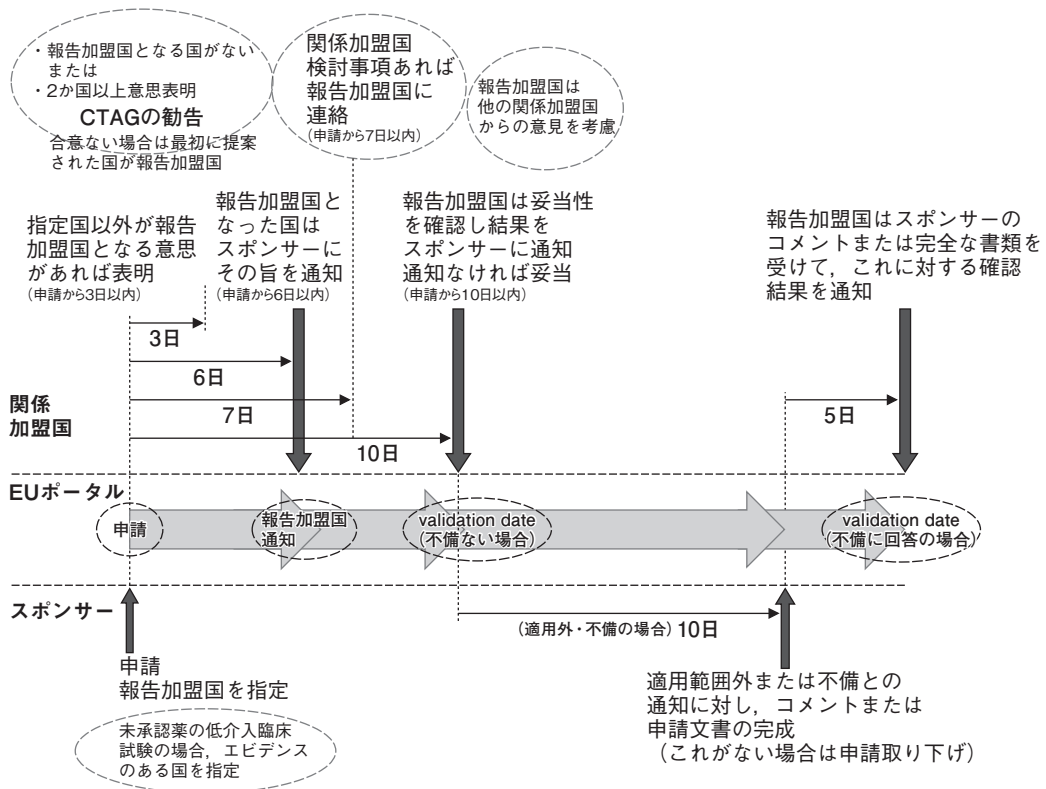 ・報告加盟国となる国がない
または
・2か国以上意思表明
CTAGの勧告
合意ない場合は最初に提案
された国が報告加盟国
関係加盟国
検討事項あれば
報告加盟国に
連絡
(申請から7日以内)
報告加盟国は
他の関係加盟国
からの意見を考慮
指定国以外が報告
加盟国となる意思
があれば表明
(申請から3日以内)
報告加盟国と
なった国は
スポンサーに
その旨を通知
(申請から6日以内)
報告加盟国は妥当性
を確認し結果を
スポンサーに通知
通知なければ妥当
(申請から10日以内)
報告加盟国はスポンサーの
コメントまたは完全な書類を
受けて，これに対する確認
結果を通知
3日
6日
7日
10日
5日
関係
加盟国
EUポータル
申請
報告加盟国
通知
validation date
(不備ない場合)
validation date
(不備に回答の場合)
スポンサー
(適用外・不備の場合) 10日
申請
報告加盟国を指定
未承認薬の低介入臨床
試験の場合，エビデンス
のある国を指定
適用範囲外または不備との
通知に対し，コメントまたは
申請文書の完成
（これがない場合は申請取り下げ）